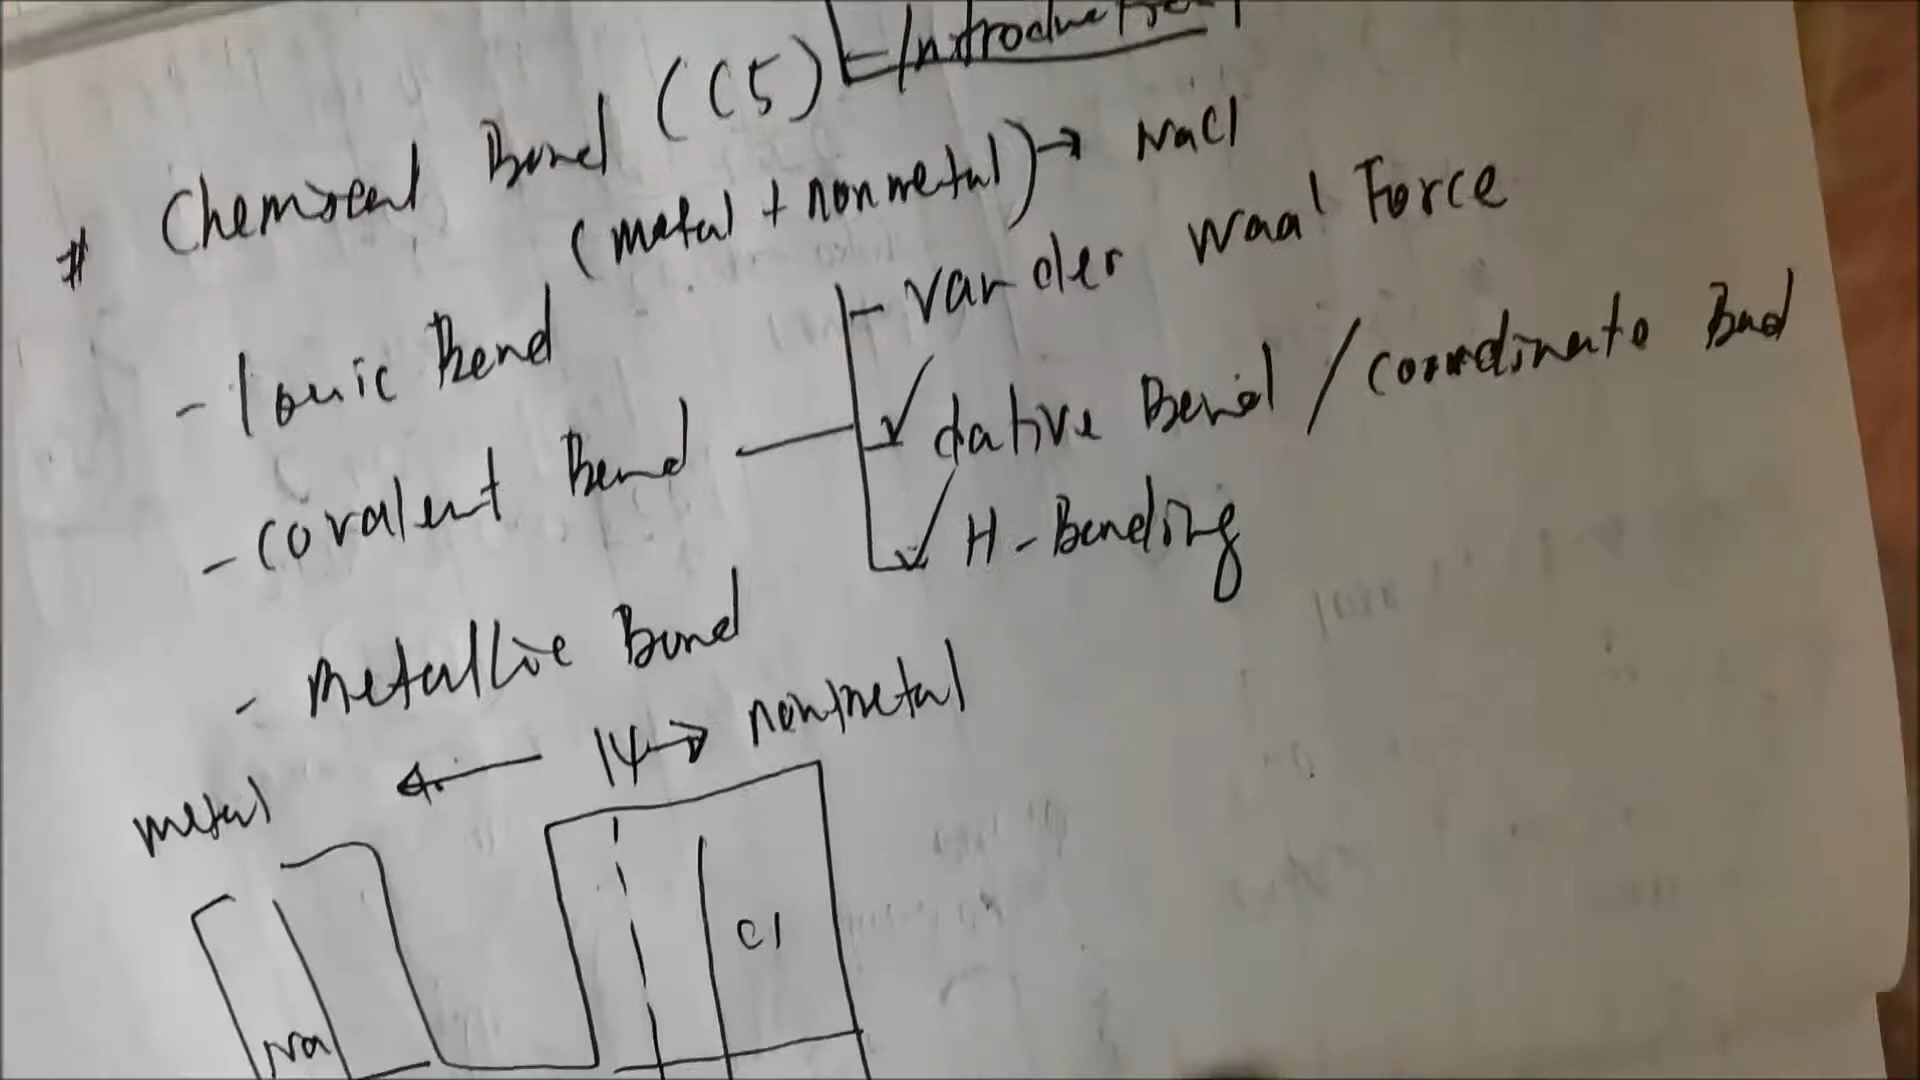 Introduction
# Chemical Bond (C5)
(metal + nonmetal) → NaCl
- Ionic Bond
- Van der Waal Force
- Covalent Bond
dative Bond / coordinate Bond
H-Bonding
- Metallic Bond
metal ← 14 → nonmetal
Cl
Na